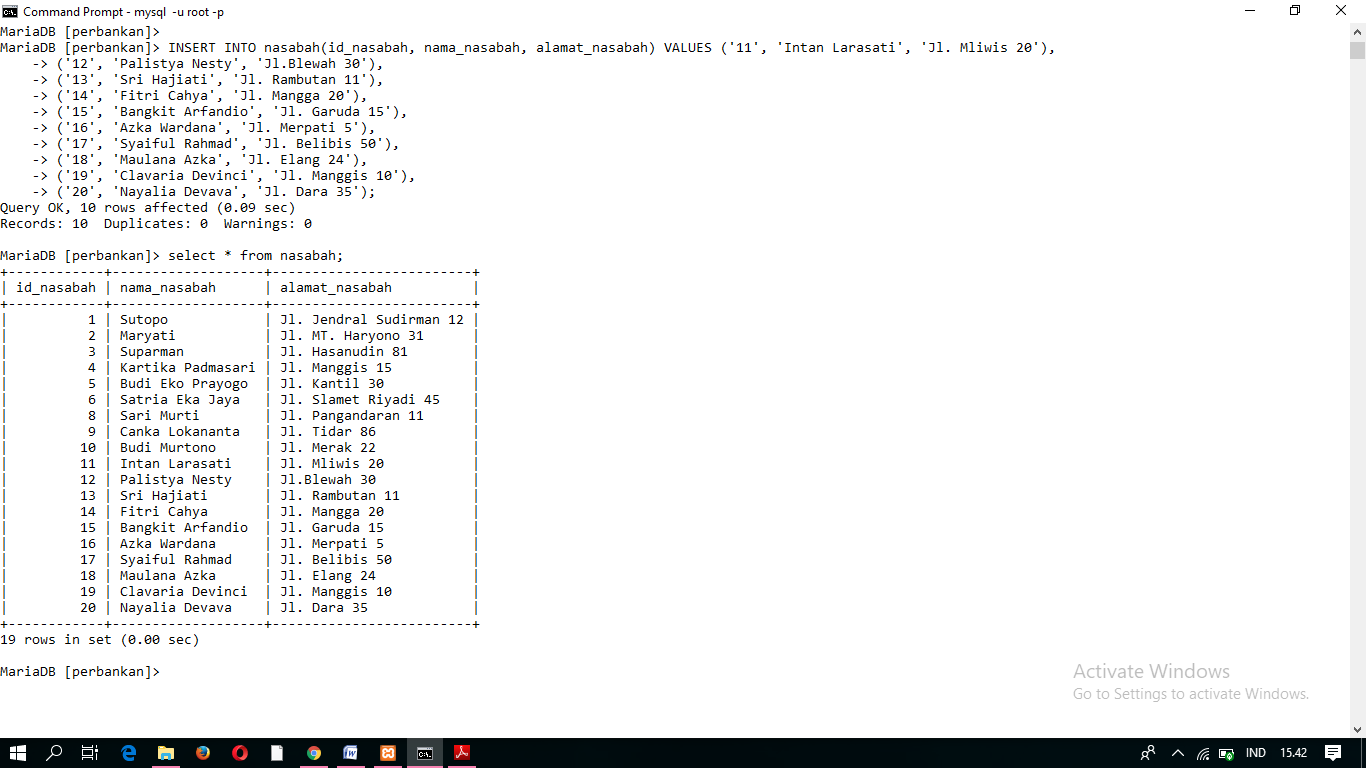 Command Prompt - mysql -u root -p
MariaDB [perbankan]>
MariaDB [perbankan]> INSERT INTO nasabah(id_nasabah, nama_nasabah, alamat_nasabah) VALUES ('11', 'Intan Larasati', 'Jl. Mliwis 20'),
    -> ('12', 'Palistya Nesty', 'Jl.Blewah 30'),
    -> ('13', 'Sri Hajiati', 'Jl. Rambutan 11'),
    -> ('14', 'Fitri Cahya', 'Jl. Mangga 20'),
    -> ('15', 'Bangkit Arfandio', 'Jl. Garuda 15'),
    -> ('16', 'Azka Wardana', 'Jl. Merpati 5'),
    -> ('17', 'Syaiful Rahmad', 'Jl. Belibis 50'),
    -> ('18', 'Maulana Azka', 'Jl. Elang 24'),
    -> ('19', 'Clavaria Devinci', 'Jl. Manggis 10'),
    -> ('20', 'Nayalia Devava', 'Jl. Dara 35');
Query OK, 10 rows affected (0.09 sec)
Records: 10  Duplicates: 0  Warnings: 0
MariaDB [perbankan]> select * from nasabah;
+------------+-------------------+------------------------+
| id_nasabah | nama_nasabah      | alamat_nasabah         |
+------------+-------------------+------------------------+
|          1 | Sutopo            | Jl. Jendral Sudirman 12 |
|          2 | Maryati           | Jl. MT. Haryono 31     |
|          3 | Suparman          | Jl. Hasanudin 81       |
|          4 | Kartika Padmasari | Jl. Manggis 15         |
|          5 | Budi Eko Prayogo  | Jl. Kantil 30          |
|          6 | Satria Eka Jaya   | Jl. Slamet Riyadi 45   |
|          8 | Sari Murti        | Jl. Pangandaran 11     |
|          9 | Canka Lokananta   | Jl. Tidar 86           |
|         10 | Budi Murtono      | Jl. Merak 22           |
|         11 | Intan Larasati    | Jl. Mliwis 20          |
|         12 | Palistya Nesty    | Jl.Blewah 30           |
|         13 | Sri Hajiati       | Jl. Rambutan 11        |
|         14 | Fitri Cahya       | Jl. Mangga 20          |
|         15 | Bangkit Arfandio  | Jl. Garuda 15          |
|         16 | Azka Wardana      | Jl. Merpati 5          |
|         17 | Syaiful Rahmad    | Jl. Belibis 50         |
|         18 | Maulana Azka      | Jl. Elang 24           |
|         19 | Clavaria Devinci  | Jl. Manggis 10         |
|         20 | Nayalia Devava    | Jl. Dara 35            |
+------------+-------------------+------------------------+
19 rows in set (0.00 sec)
MariaDB [perbankan]>
Activate Windows
Go to Settings to activate Windows.
IND 15.42